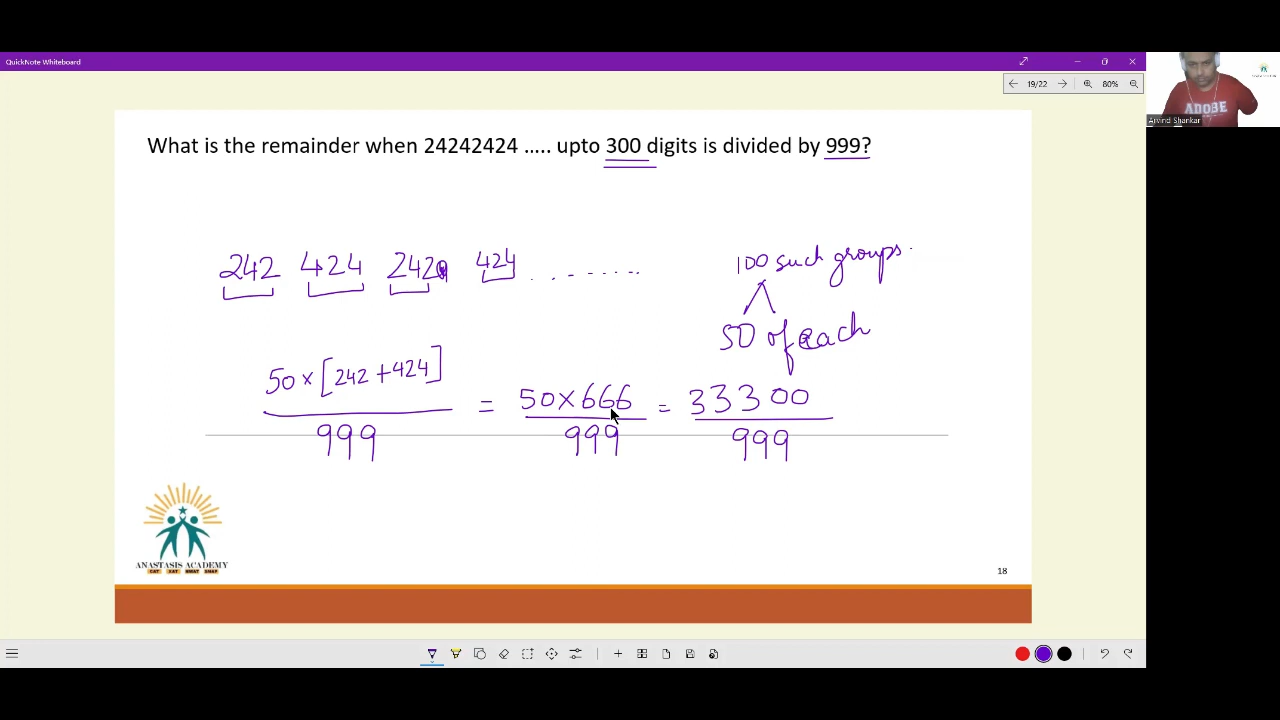 QuickNote Whiteboard
19/22
80%
ADOBE
Arvind Shankar
What is the remainder when 24242424 ..... upto 300 digits is divided by 999?
242 424 242 424 . . . . . . . .
100 such groups.
50 of each
50 × [242 + 424] / 999 = 50 × 666 / 999 = 33300 / 999
ANASTASIS ACADEMY
18